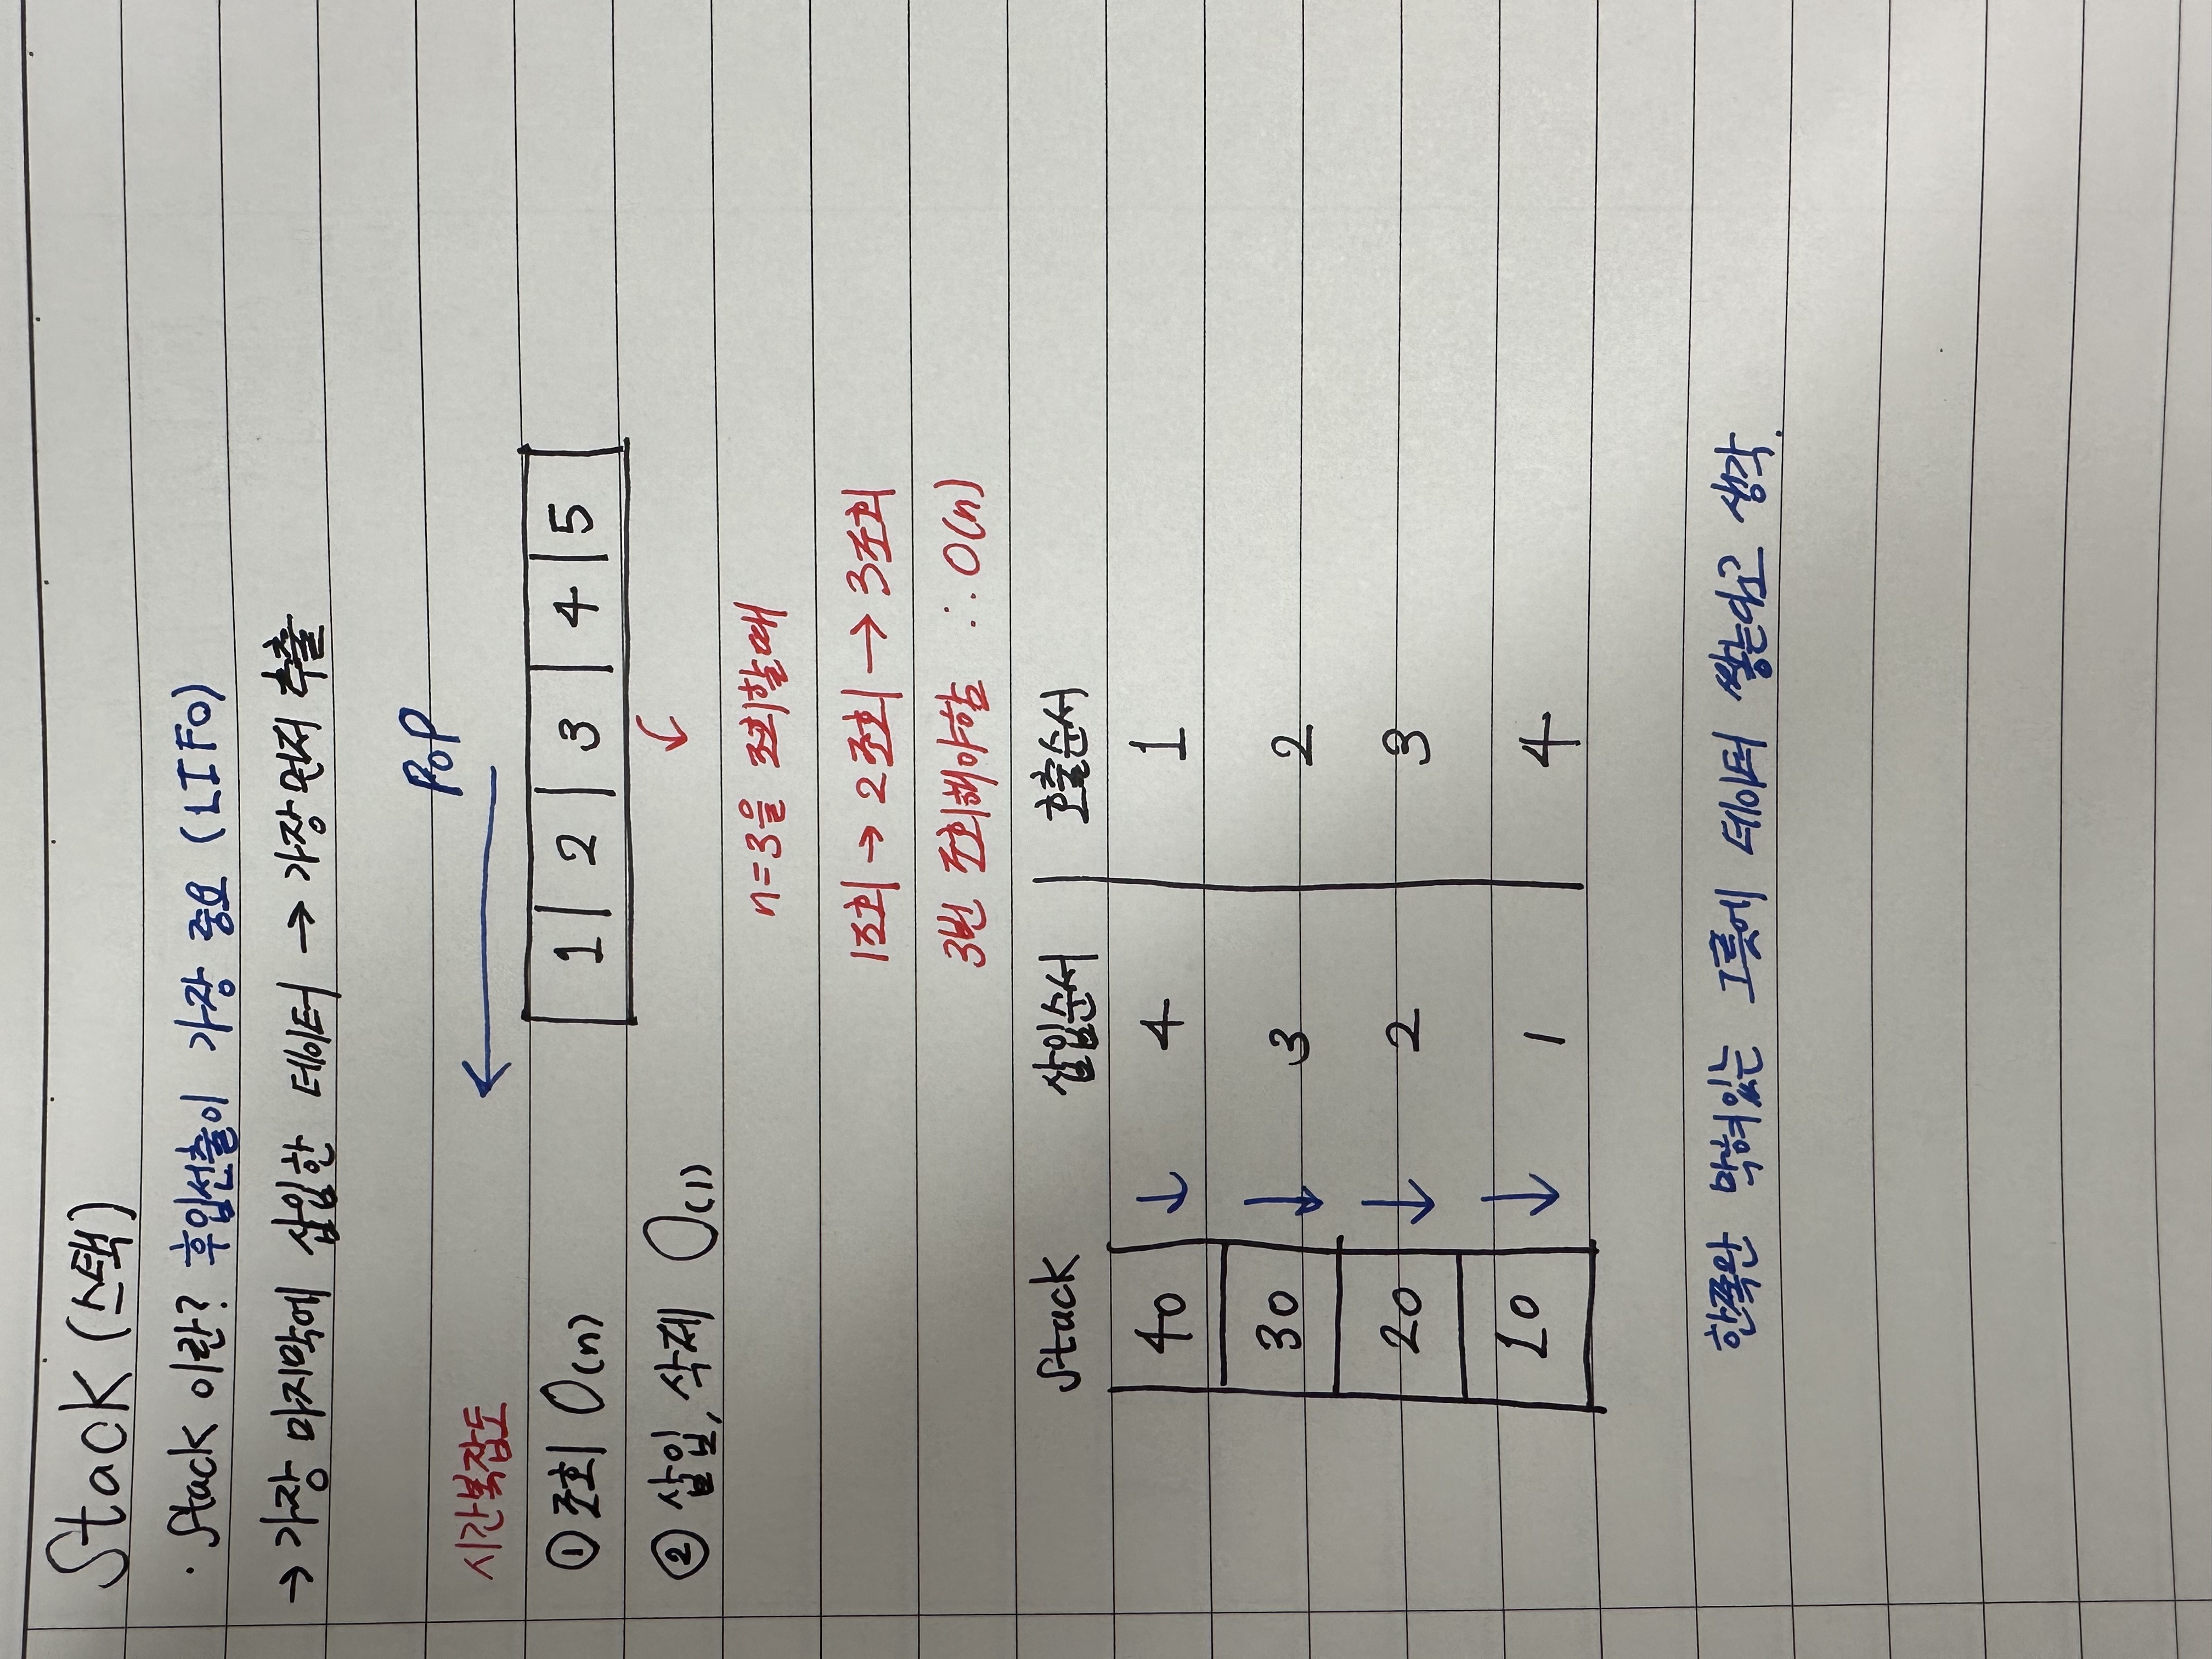 Stack (스택)
· Stack 이란? 후입선출이 가장 중요 (LIFO)
→ 가장 마지막에 삽입한 데이터 → 가장 먼저 추출
POP
시간복잡도
① 조회 O(n)
1 2 3 4 5
② 삽입, 삭제 O(1)
n=3을 조회할때
1조회 → 2조회 → 3조회
3번 조회해야함 ∴ O(n)
Stack 삽입순서 호출순서
40 ↓ 4 1
30 ↓ 3 2
20 ↓ 2 3
10 ↓ 1 4
한쪽만 막혀있는 그릇에 데이터 쌓는다고 생각.